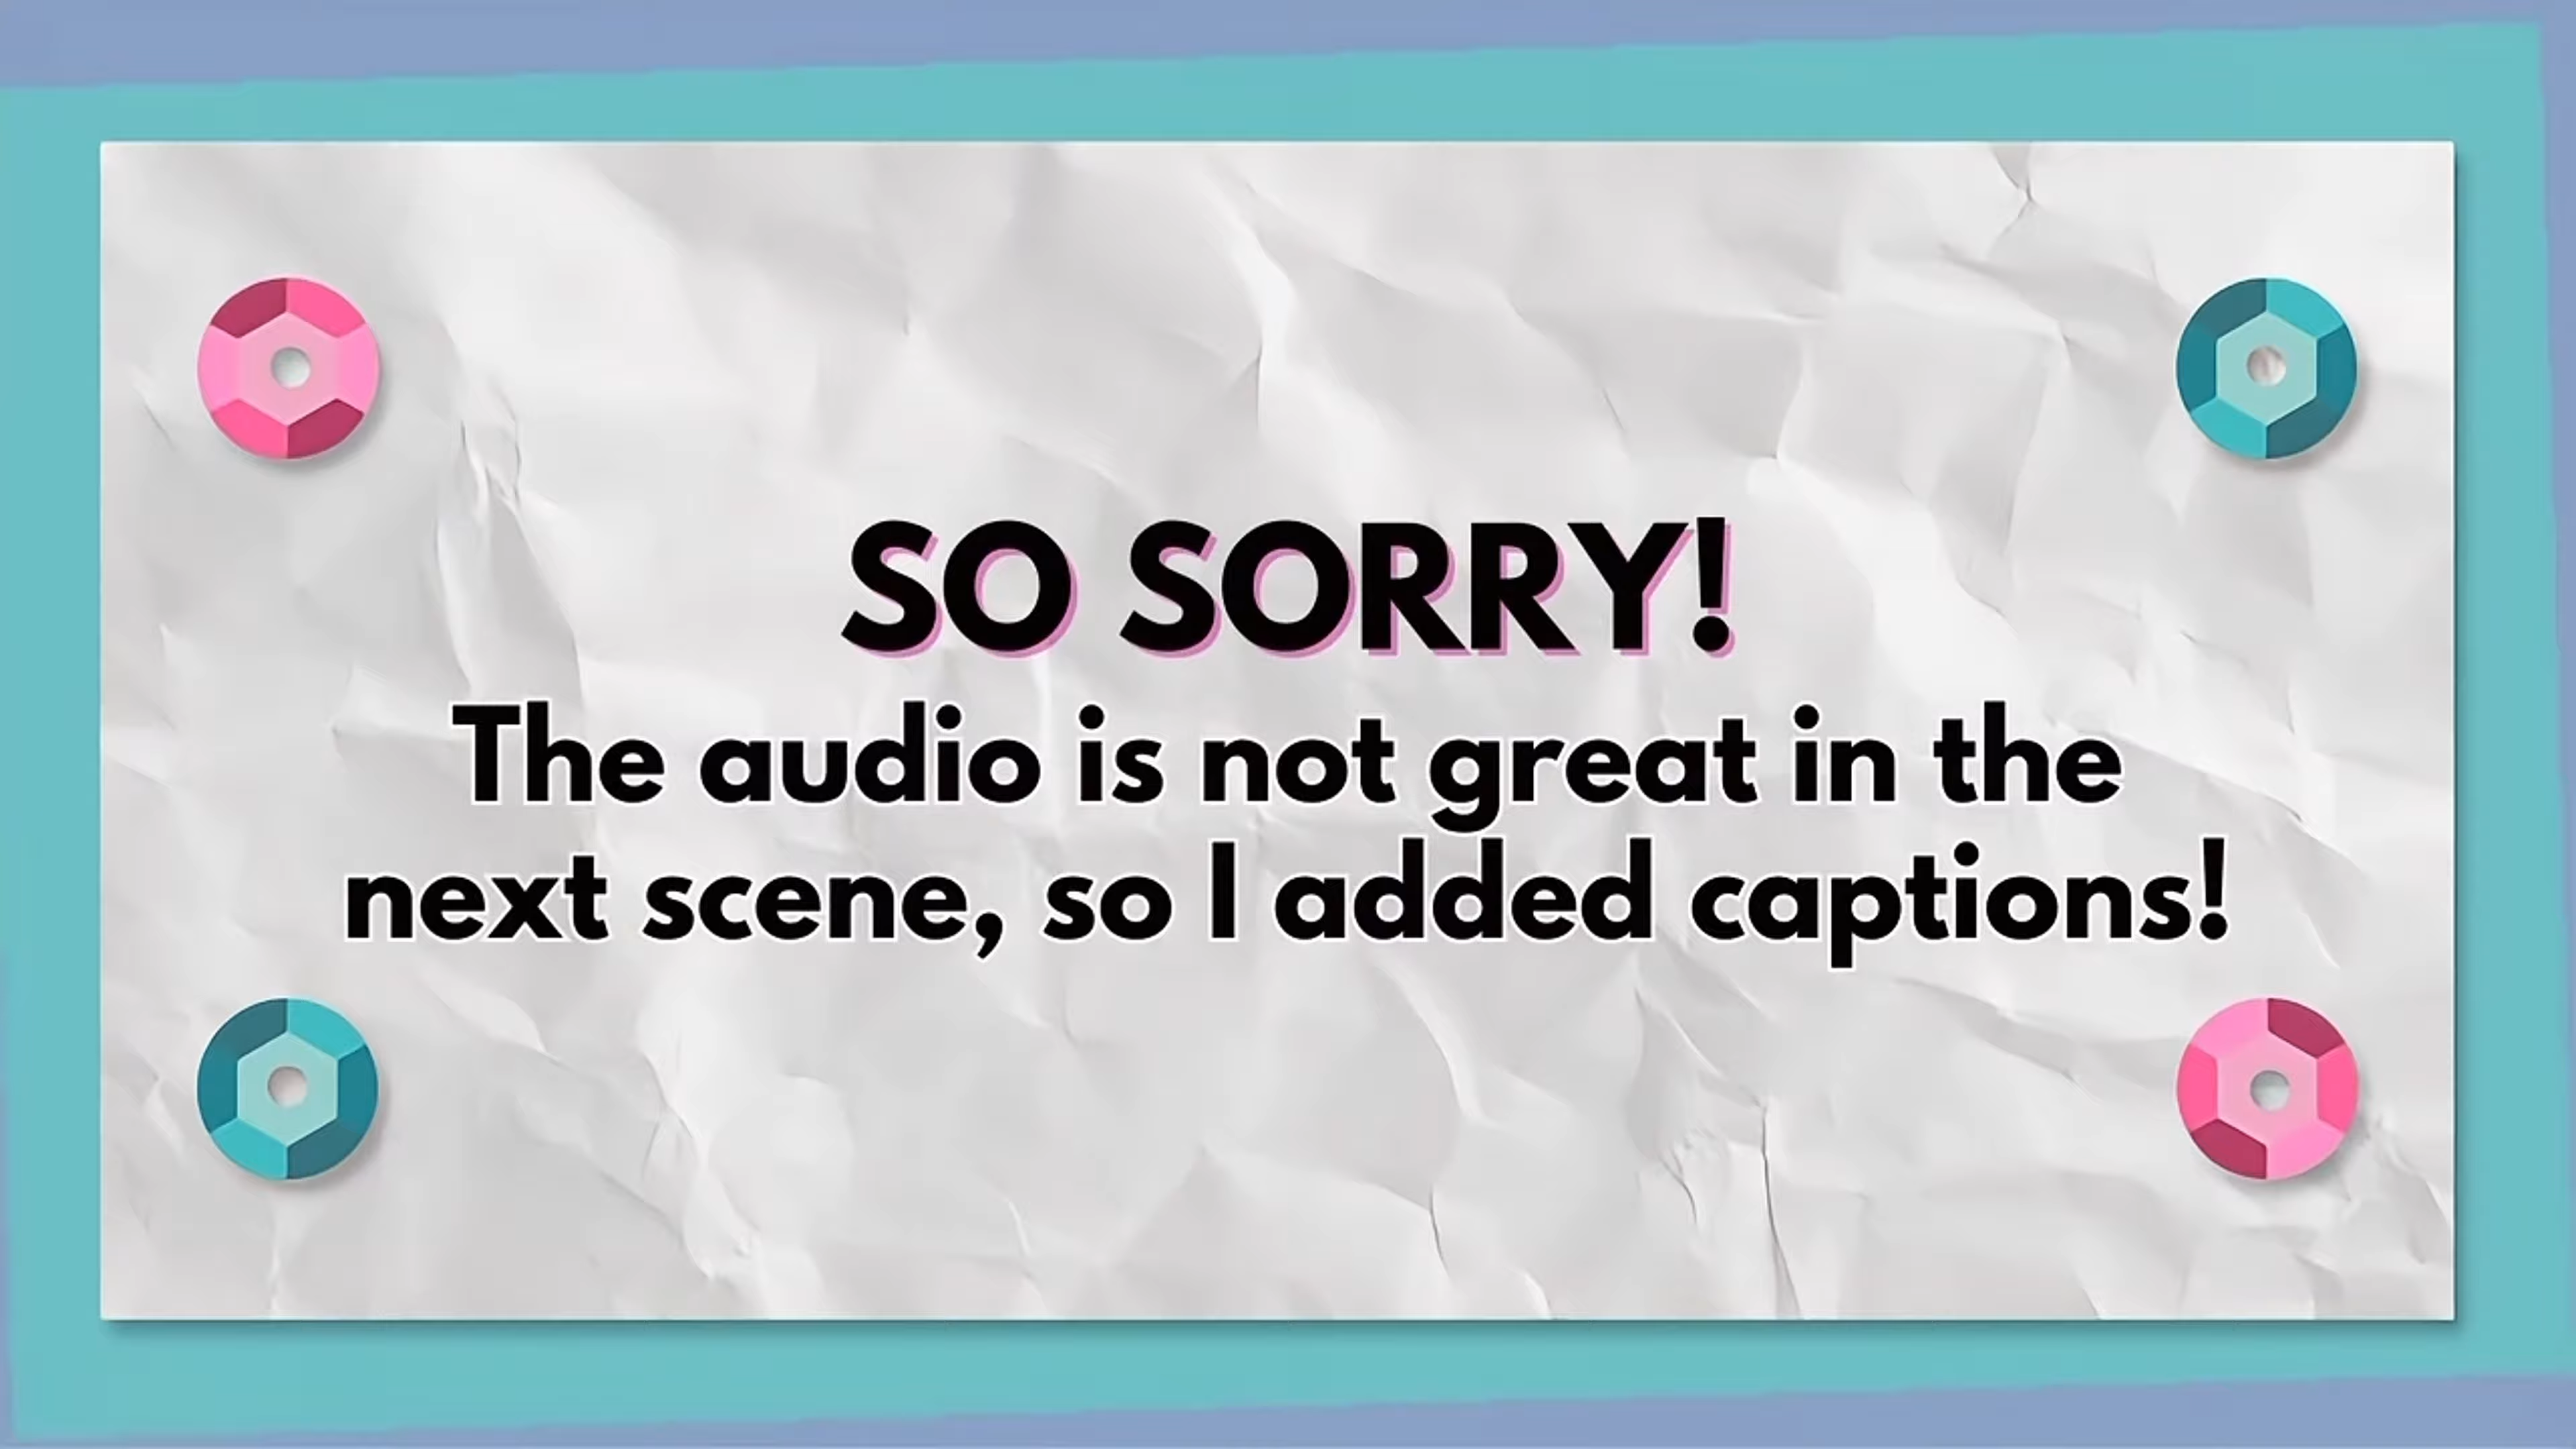 SO SORRY!
The audio is not great in the
next scene, so I added captions!